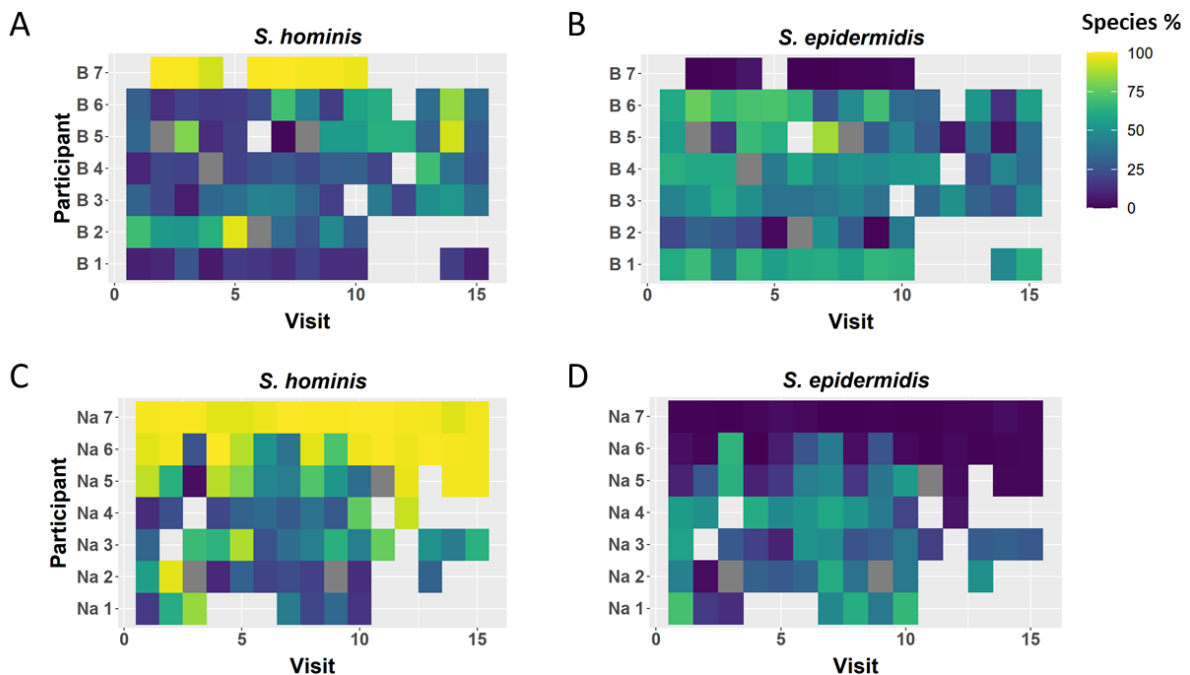 A
S. hominis
B 7
B 6
B 5
B 4
B 3
B 2
B 1
Participant
0 5 10 15
Visit
B
S. epidermidis
B 7
B 6
B 5
B 4
B 3
B 2
B 1
Participant
0 5 10 15
Visit
Species %
100
75
50
25
0
C
S. hominis
Na 7
Na 6
Na 5
Na 4
Na 3
Na 2
Na 1
Participant
0 5 10 15
Visit
D
S. epidermidis
Na 7
Na 6
Na 5
Na 4
Na 3
Na 2
Na 1
Participant
0 5 10 15
Visit